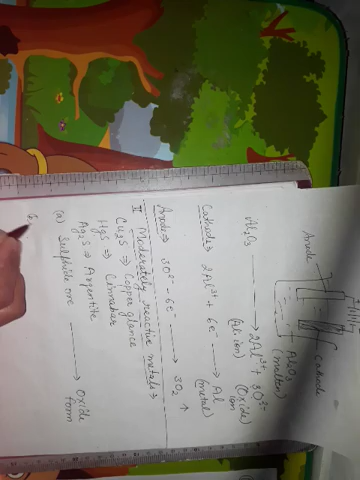 Anode Cathode
Al₂O₃
(molten)
Al₂O₃ ⟶ 2Al³⁺ + 3O²⁻
(Al ion) (Oxide) ion
Cathode⇒ 2Al³⁺ + 6e⁻ ⟶ Al
(metal)
Anode⇒ 3O²⁻ - 6e ⟶ 3O₂ ↑
II Moderately reactive metals⇒
Cu₂S ⇒ Copper glance
HgS ⇒ Cinnabar
Ag₂S ⇒ Argentite
(a) Sulphide ore ⟶ Oxide
form